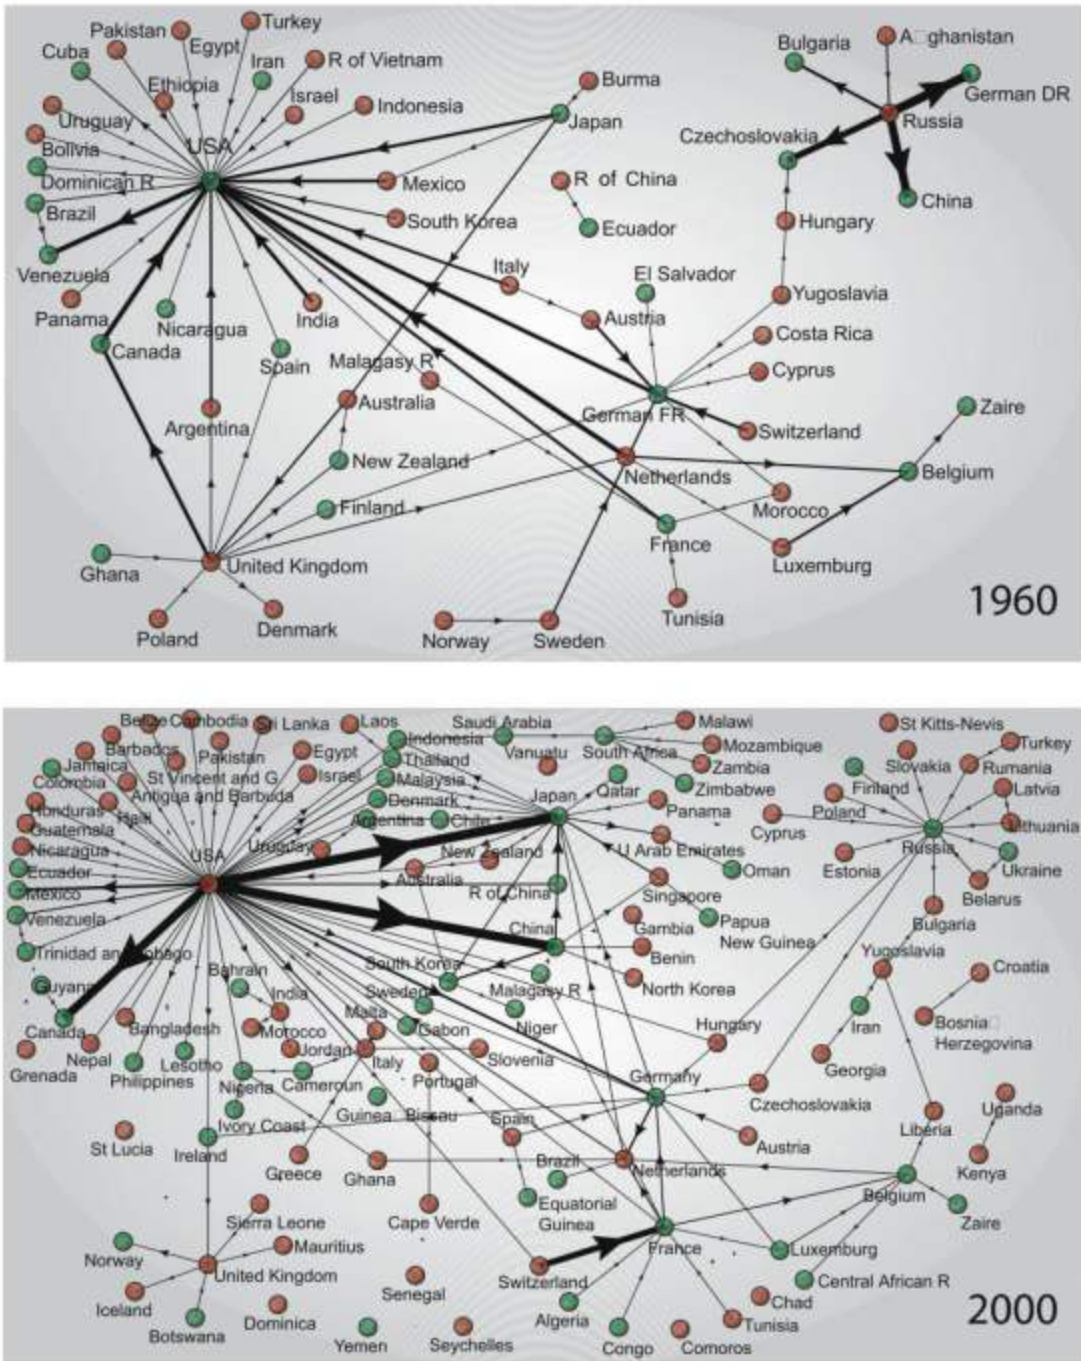 Pakistan
Turkey
Egypt
Cuba
Iran
R of Vietnam
Ethiopia
Israel
Indonesia
Uruguay
Bolivia
USA
Dominican R
Brazil
Venezuela
Panama
Nicaragua
India
Canada
Spain
Argentina
Burma
Japan
Mexico
South Korea
R of China
Ecuador
Italy
Austria
El Salvador
Malagasy R
Australia
New Zealand
Finland
German FR
Netherlands
United Kingdom
Ghana
Poland
Denmark
Norway
Sweden
France
Tunisia
Morocco
Luxemburg
Belgium
Zaire
Switzerland
Cyprus
Costa Rica
Yugoslavia
Hungary
Czechoslovakia
Bulgaria
A□ghanistan
German DR
Russia
China
1960
Belize
Cambodia
Sri Lanka
Laos
Saudi Arabia
Malawi
St Kitts-Nevis
Barbados
Pakistan
Egypt
Indonesia
Vanuatu
South Africa
Mozambique
Turkey
Jamaica
Thailand
Zambia
Slovakia
Rumania
Colombia
St Vincent and G
Israel
Malaysia
Qatar
Zimbabwe
Finland
Latvia
Antigua and Barbuda
Denmark
Japan
Panama
Poland
Honduras
Haiti
Argentina
Chile
Cyprus
Lithuania
Guatemala
Uruguay
New Zealand
U Arab Emirates
Russia
Nicaragua
USA
Australia
Oman
Estonia
Ukraine
Ecuador
R of China
Singapore
Belarus
Mexico
Venezuela
China
Gambia
Papua
New Guinea
Bulgaria
Trinidad and Tobago
South Korea
Benin
Yugoslavia
Bahrain
Sweden
Malagasy R
North Korea
Croatia
Guyana
India
Malta
Gabon
Niger
Hungary
Iran
Bosnia□
Herzegovina
Canada
Bangladesh
Morocco
Nepal
Jordan
Italy
Slovenia
Georgia
Grenada
Philippines
Lesotho
Nigeria
Cameroun
Portugal
Germany
Czechoslovakia
Ivory Coast
Guinea Bissau
Spain
Uganda
St Lucia
Ireland
Austria
Liberia
Greece
Ghana
Brazil
Netherlands
Kenya
Belgium
Sierra Leone
Cape Verde
Equatorial
Guinea
Zaire
Norway
Mauritius
France
Luxemburg
United Kingdom
Switzerland
Central African R
Iceland
Senegal
Chad
Botswana
Dominica
Algeria
Tunisia
Yemen
Seychelles
Congo
Comoros
2000